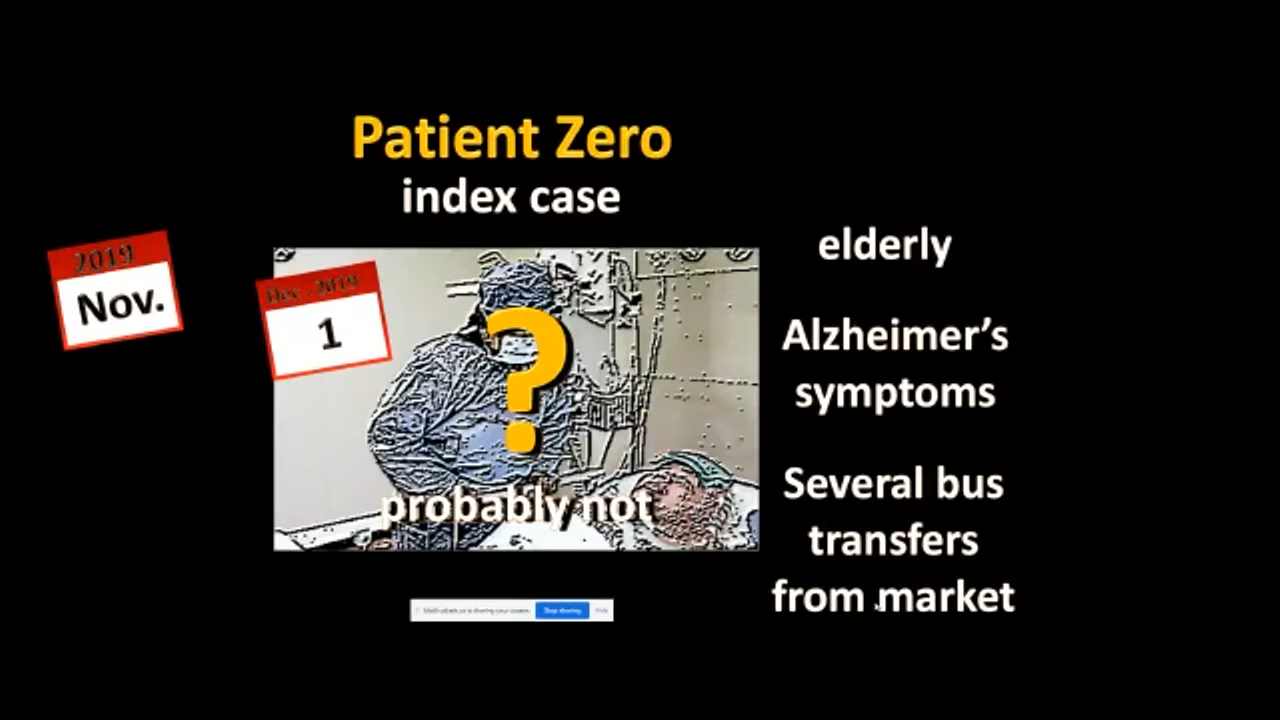 Patient Zero
index case
2019
Nov.
Dec. 2019
1
?
probably not
elderly
Alzheimer’s
symptoms
Several bus
transfers
from market
Stop sharing